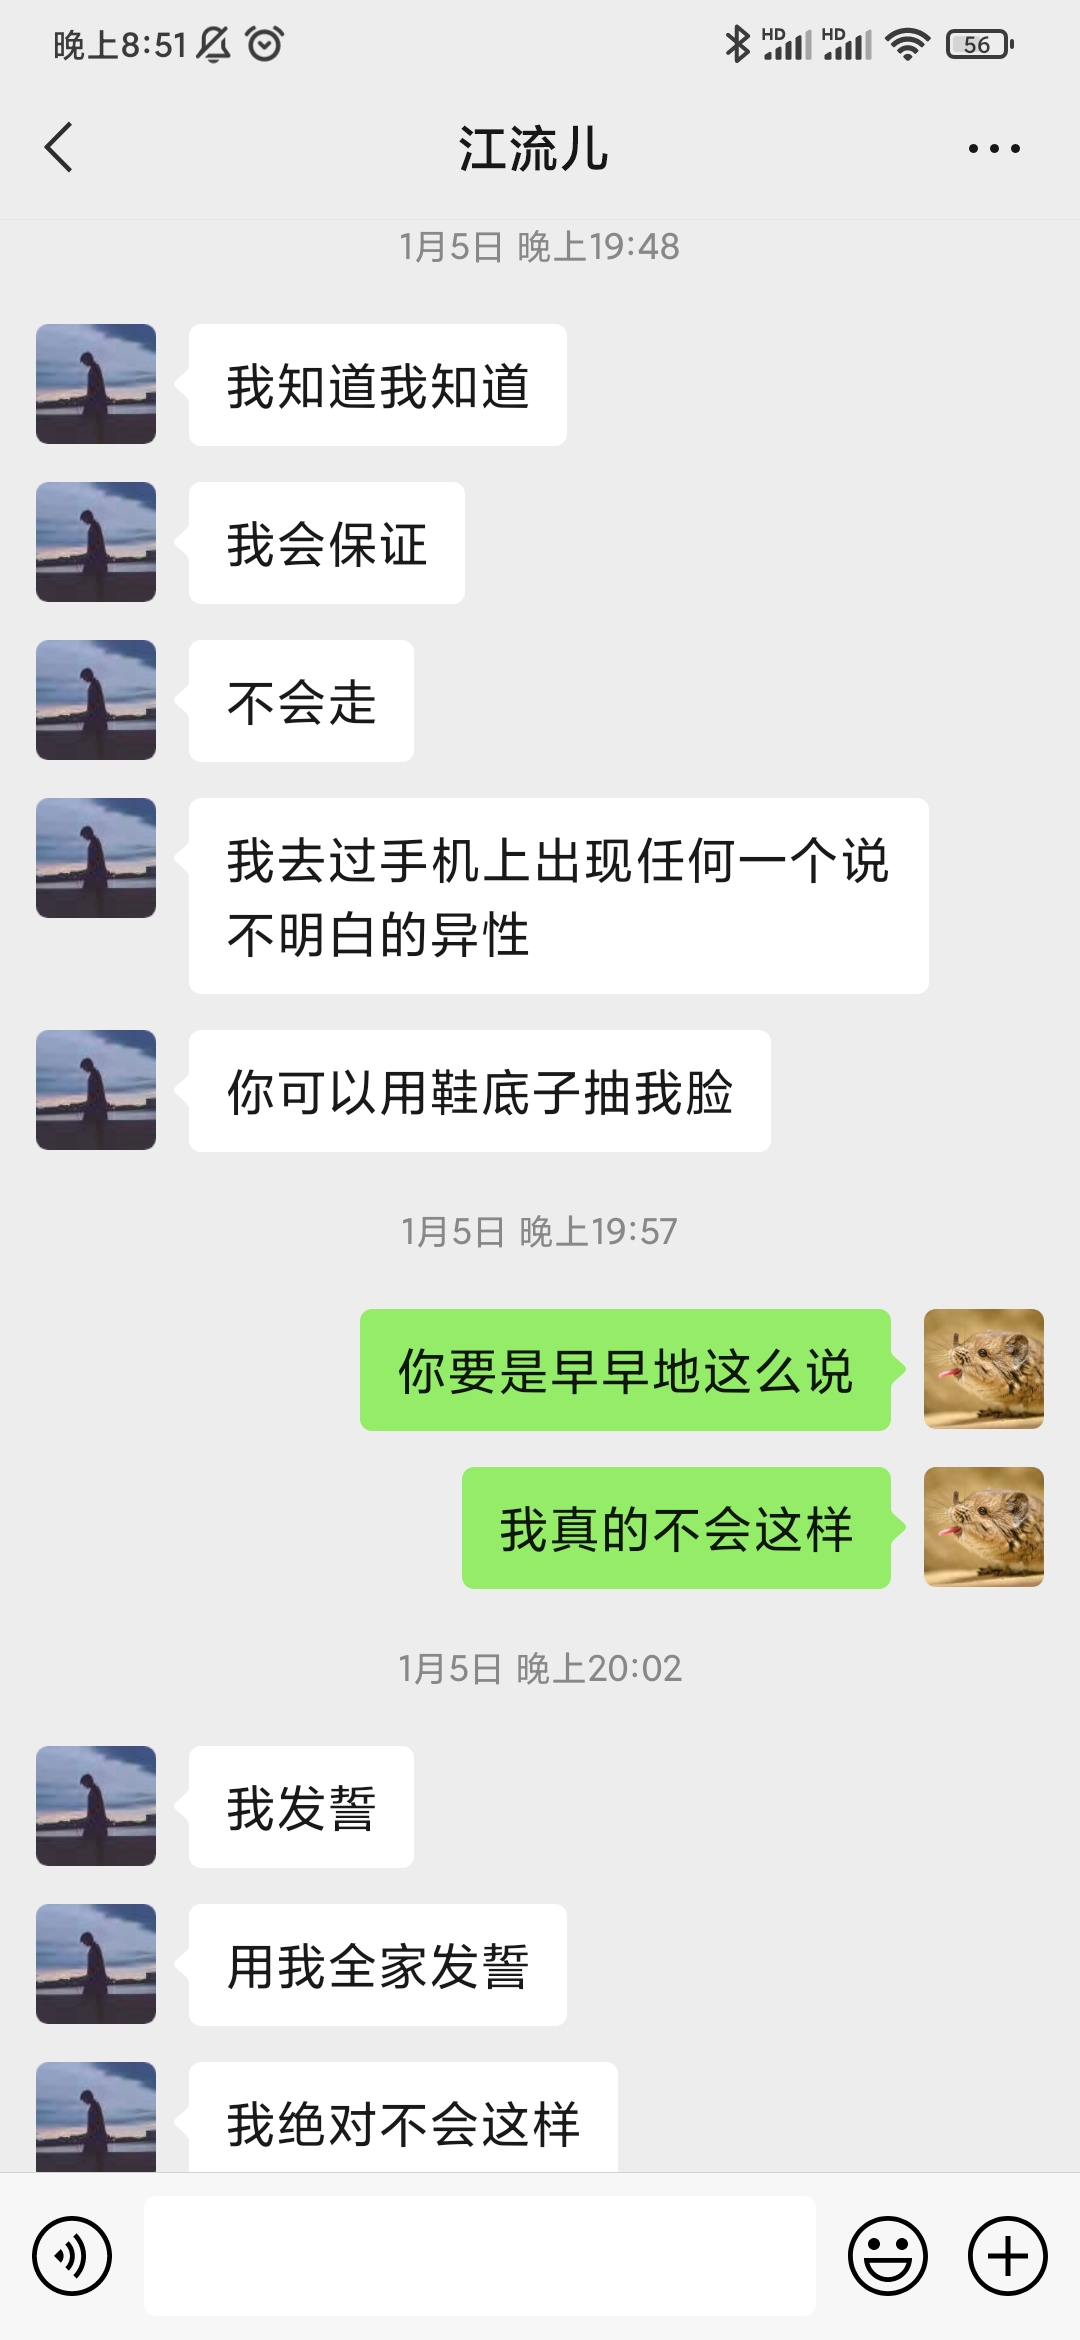 晚上8:51
HD HD 56
江流儿
1月5日 晚上19:48
我知道我知道
我会保证
不会走
我去过手机上出现任何一个说
不明白的异性
你可以用鞋底子抽我脸
1月5日 晚上19:57
你要是早早地这么说
我真的不会这样
1月5日 晚上20:02
我发誓
用我全家发誓
我绝对不会这样